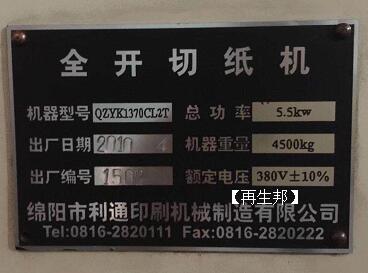 全开切纸机
机器型号 QZYK1370CL2T 总功率 5.5kw
出厂日期 2010 4 机器重量 4500kg
出厂编号 150 额定电压 380V±10%
【再生邦】
绵阳市利通印刷机械制造有限公司
Tel:0816-2820111 Fax:0816-2820222